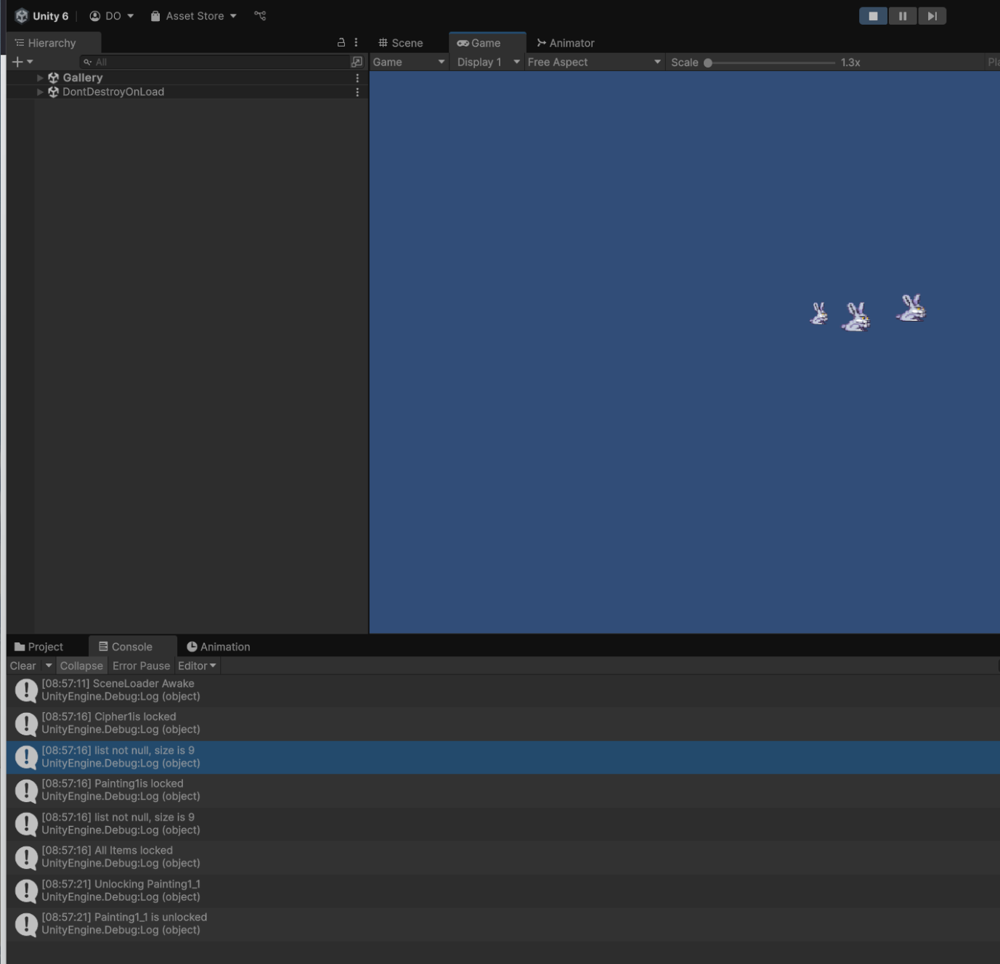 Unity 6 DO Asset Store
Hierarchy
Scene Game Animator
All
Game Display 1 Free Aspect Scale 1.3x
Gallery
DontDestroyOnLoad
Project Console Animation
Clear Collapse Error Pause Editor
[08:57:11] SceneLoader Awake
UnityEngine.Debug:Log (object)
[08:57:16] Cipher1is locked
UnityEngine.Debug:Log (object)
[08:57:16] list not null, size is 9
UnityEngine.Debug:Log (object)
[08:57:16] Painting1is locked
UnityEngine.Debug:Log (object)
[08:57:16] list not null, size is 9
UnityEngine.Debug:Log (object)
[08:57:16] All Items locked
UnityEngine.Debug:Log (object)
[08:57:21] Unlocking Painting1_1
UnityEngine.Debug:Log (object)
[08:57:21] Painting1_1 is unlocked
UnityEngine.Debug:Log (object)